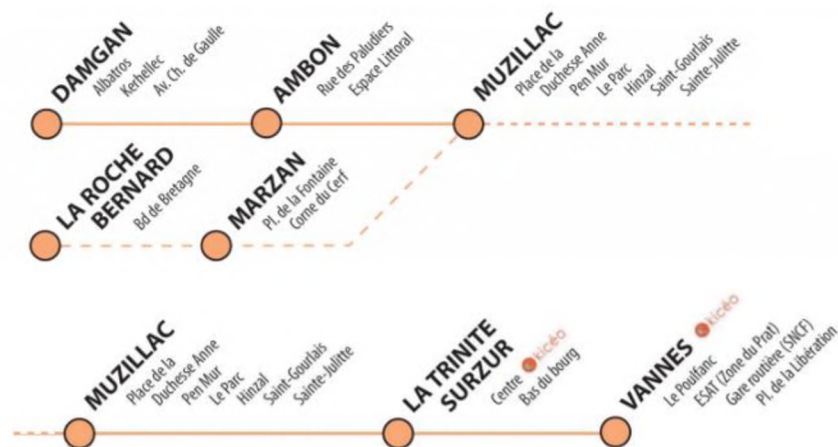 DAMGAN
Albatros
Kerhellec
Av. Ch. de Gaulle
AMBON
Rue des Paludiers
Espace Littoral
MUZILLAC
Place de la
Duchesse Anne
Pen Mur
Le Parc
Hinzal
Saint-Gourlais
Sainte-Julitte
LA ROCHE
BERNARD
Bd de Bretagne
MARZAN
Pl. de la Fontaine
Corne du Cerf
MUZILLAC
Place de la
Duchesse Anne
Pen Mur
Le Parc
Hinzal
Saint-Gourlais
Sainte-Julitte
LA TRINITE
SURZUR
Centre kicéo
Bas du bourg
VANNES kicéo
Le Poulfanc
ESAT (Zone du Prat)
Gare routière (SNCF)
Pl. de la Libération